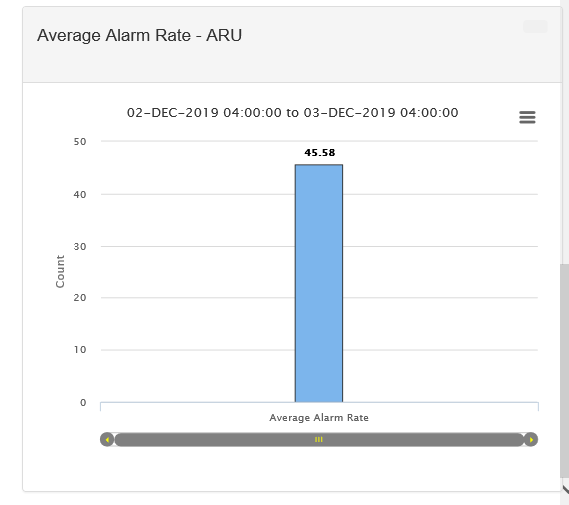 Average Alarm Rate - ARU
02-DEC-2019 04:00:00 to 03-DEC-2019 04:00:00
50
45.58
40
30
Count
20
10
0
Average Alarm Rate